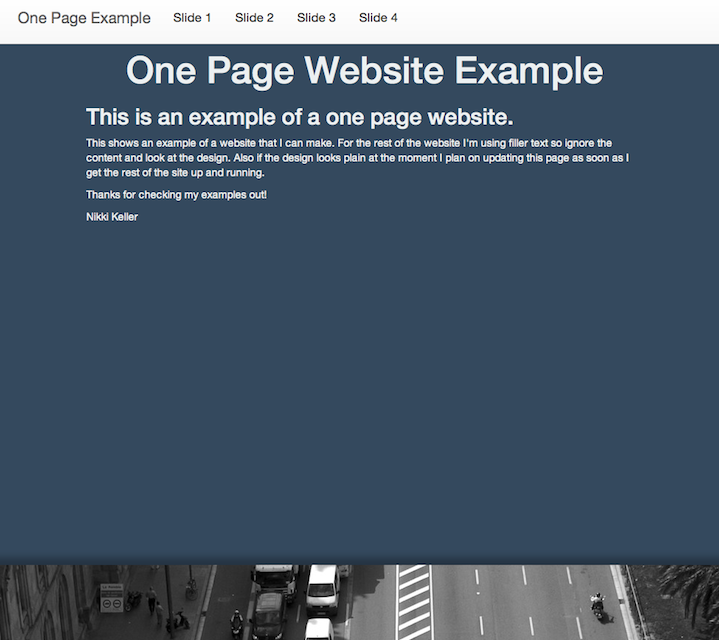 One Page Example Slide 1 Slide 2 Slide 3 Slide 4
One Page Website Example
This is an example of a one page website.
This shows an example of a website that I can make. For the rest of the website I'm using filler text so ignore the
content and look at the design. Also if the design looks plain at the moment I plan on updating this page as soon as I
get the rest of the site up and running.
Thanks for checking my examples out!
Nikki Keller